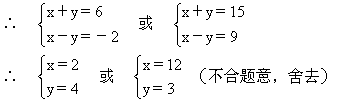 ∴ { x＋y＝6 或 { x＋y＝15
x－y＝－2 x－y＝9
∴ { x＝2 或 { x＝12 （不合题意，舍去）
y＝4 y＝3